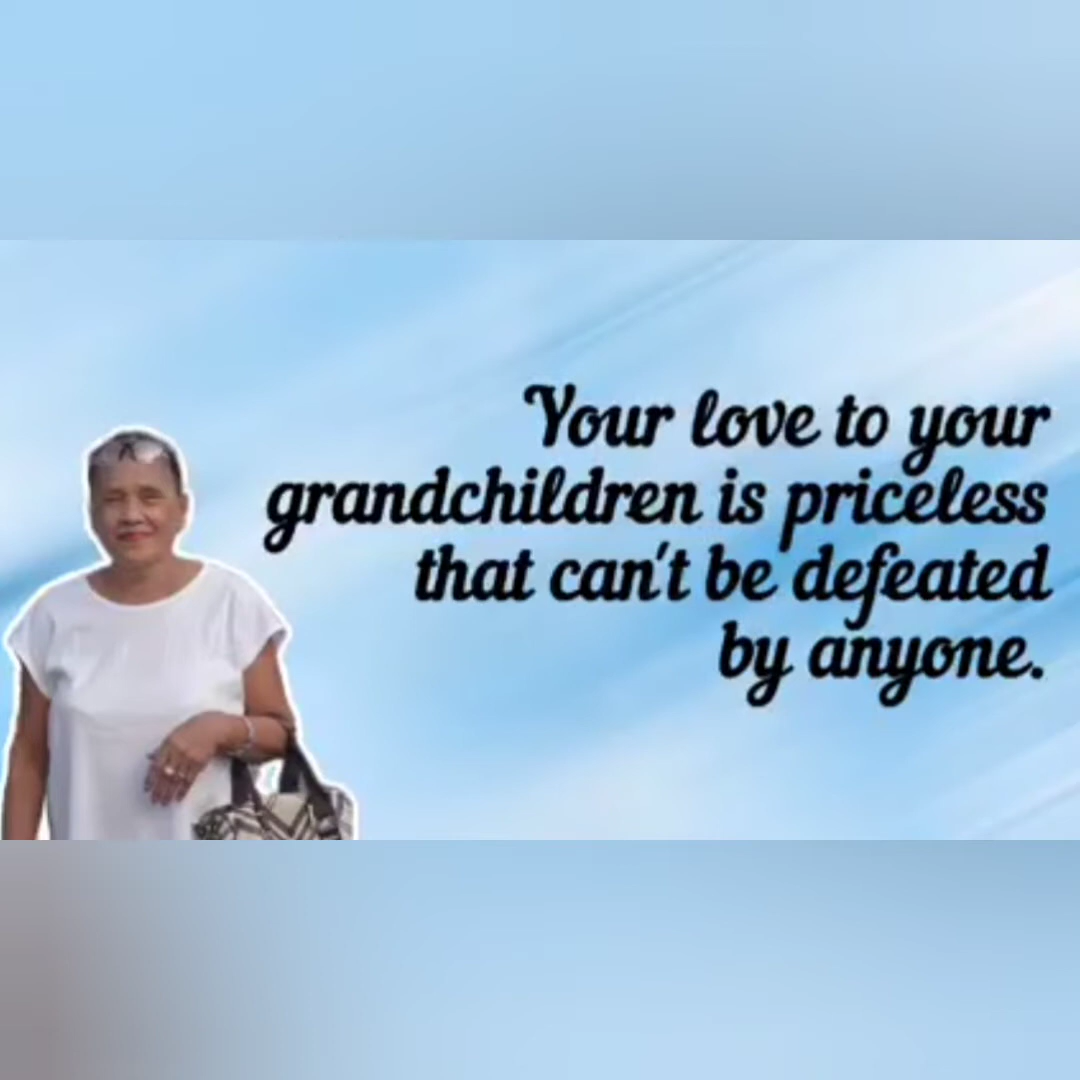 Your love to your
grandchildren is priceless
that can't be defeated
by anyone.